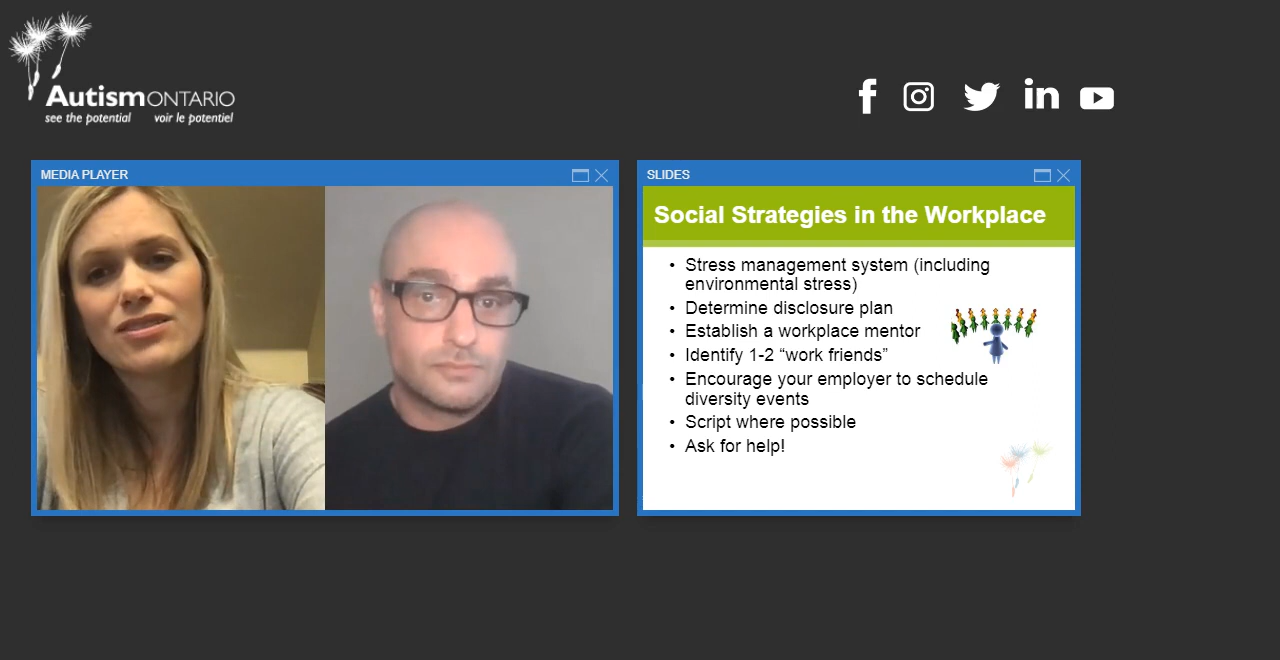 Autism ONTARIO
see the potential voir le potentiel
MEDIA PLAYER
SLIDES
Social Strategies in the Workplace
• Stress management system (including
environmental stress)
• Determine disclosure plan
• Establish a workplace mentor
• Identify 1-2 “work friends”
• Encourage your employer to schedule
diversity events
• Script where possible
• Ask for help!